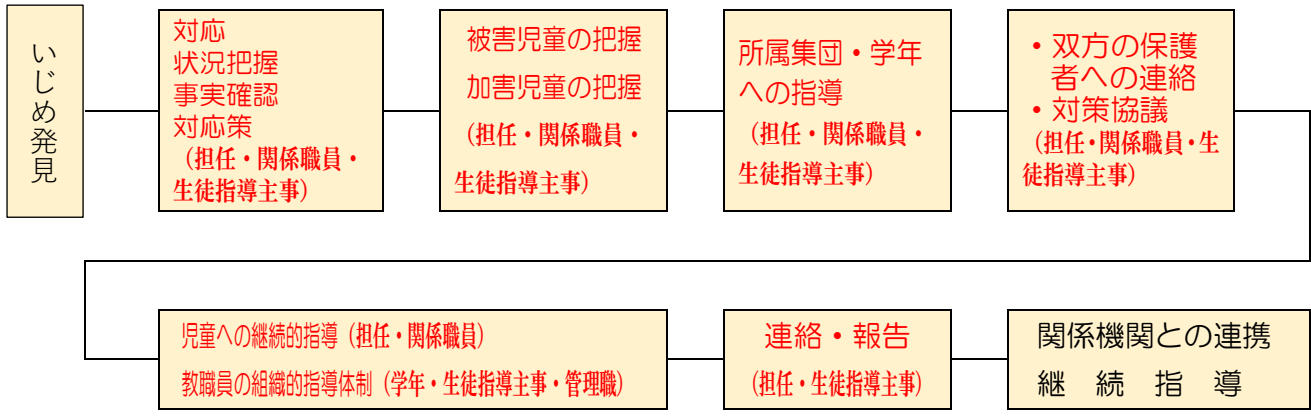 いじめ発見
対応
状況把握
事実確認
対応策
（担任・関係職員・
生徒指導主事）
被害児童の把握
加害児童の把握
（担任・関係職員・
生徒指導主事）
所属集団・学年
への指導
（担任・関係職員・
生徒指導主事）
・双方の保護
者への連絡
・対策協議
（担任・関係職員・生
徒指導主事）
児童への継続的指導（担任・関係職員）
教職員の組織的指導体制（学年・生徒指導主事・管理職）
連絡・報告
（担任・生徒指導主事）
関係機関との連携
継　続　指　導